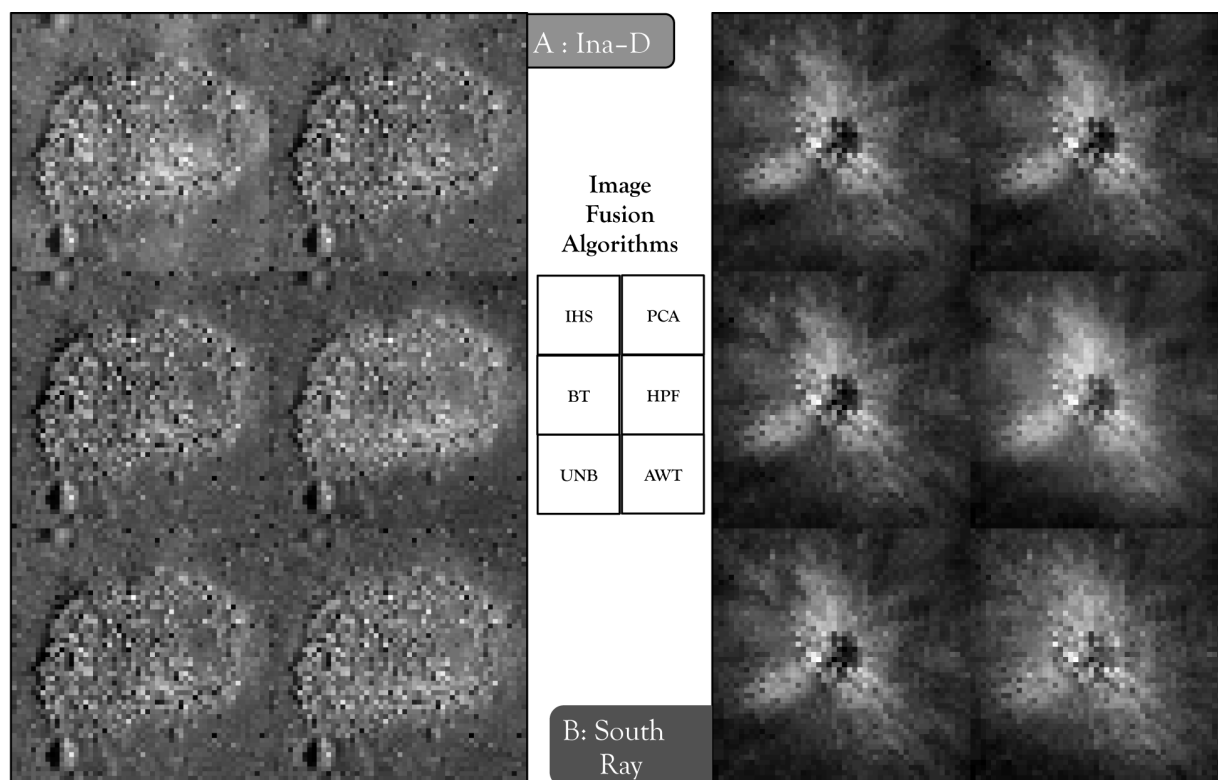 A : Ina-D
Image
Fusion
Algorithms
IHS PCA
BT HPF
UNB AWT
B: South
Ray